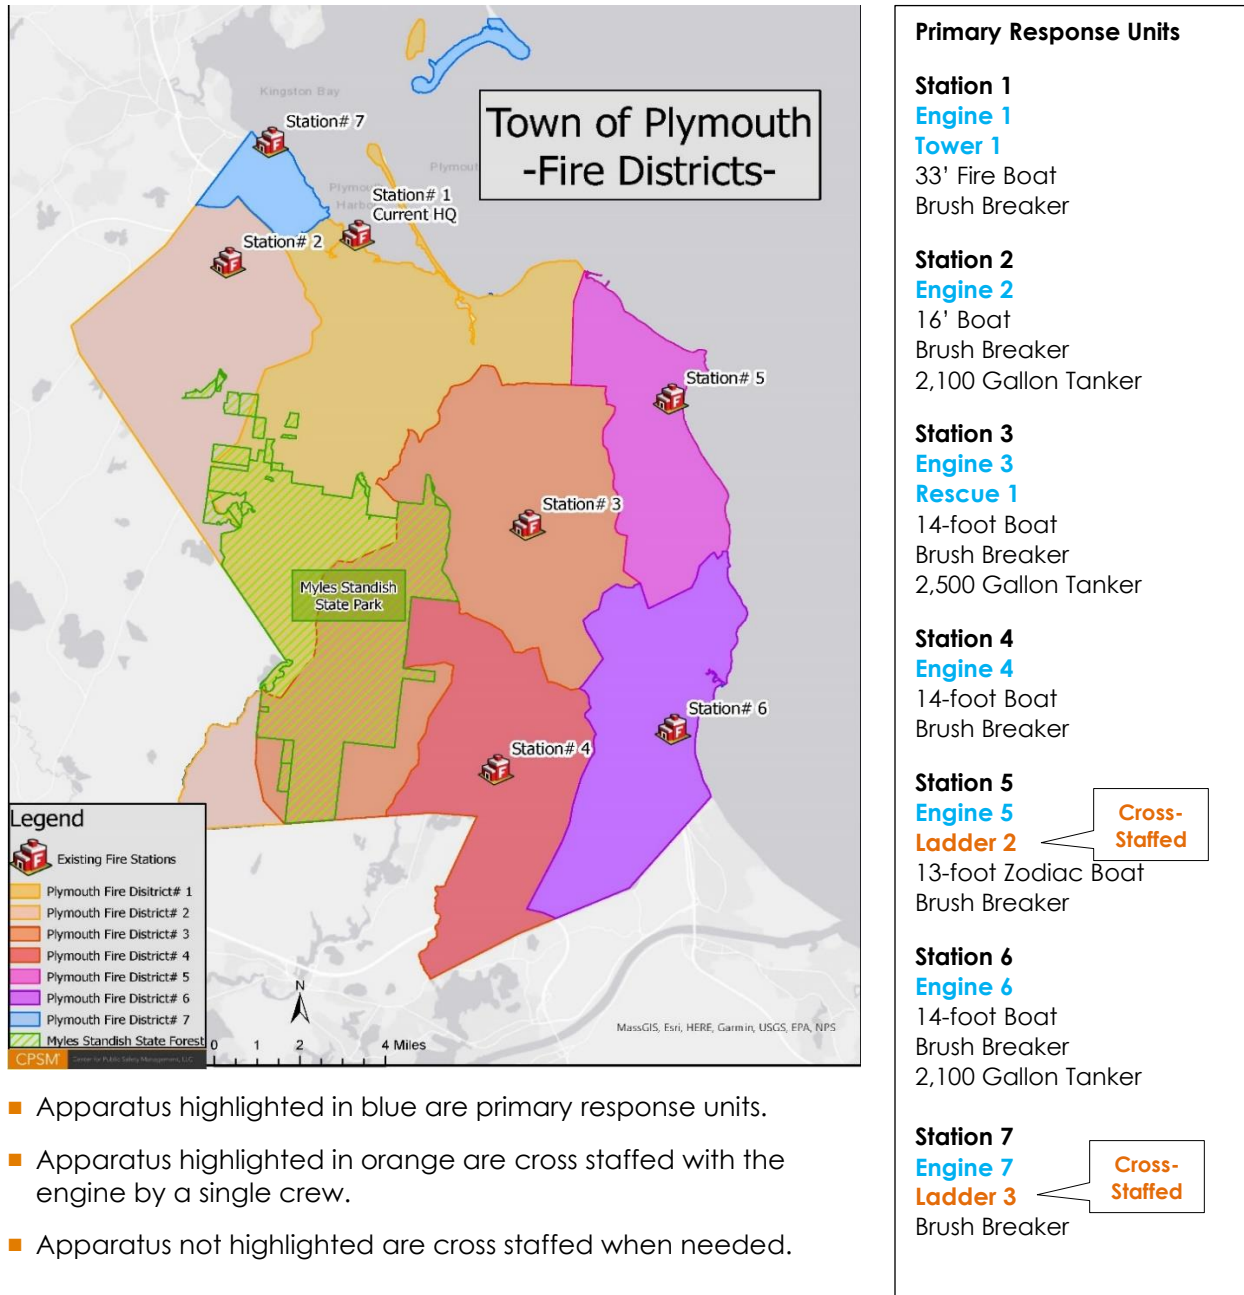 Kingston Bay
Station# 7
Town of Plymouth
-Fire Districts-
Plymout
Plymou
Harbo
Station# 1
Current HQ
Station# 2
Station# 5
Station# 3
Myles Standish
State Park
Station# 6
Station# 4
Legend
Existing Fire Stations
Plymouth Fire Disitrict# 1
Plymouth Fire District# 2
Plymouth Fire District# 3
Plymouth Fire District# 4
Plymouth Fire District# 5
Plymouth Fire District# 6
Plymouth Fire District# 7
Myles Standish State Forest
CPSM
Center for Public Safety Management, LLC
N
0 1 2 4 Miles
MassGIS, Esri, HERE, Garmin, USGS, EPA, NPS
■ Apparatus highlighted in blue are primary response units.
■ Apparatus highlighted in orange are cross staffed with the
engine by a single crew.
■ Apparatus not highlighted are cross staffed when needed.
Primary Response Units
Station 1
Engine 1
Tower 1
33’ Fire Boat
Brush Breaker
Station 2
Engine 2
16’ Boat
Brush Breaker
2,100 Gallon Tanker
Station 3
Engine 3
Rescue 1
14-foot Boat
Brush Breaker
2,500 Gallon Tanker
Station 4
Engine 4
14-foot Boat
Brush Breaker
Station 5
Engine 5
Ladder 2
Cross-
Staffed
13-foot Zodiac Boat
Brush Breaker
Station 6
Engine 6
14-foot Boat
Brush Breaker
2,100 Gallon Tanker
Station 7
Engine 7
Ladder 3
Cross-
Staffed
Brush Breaker